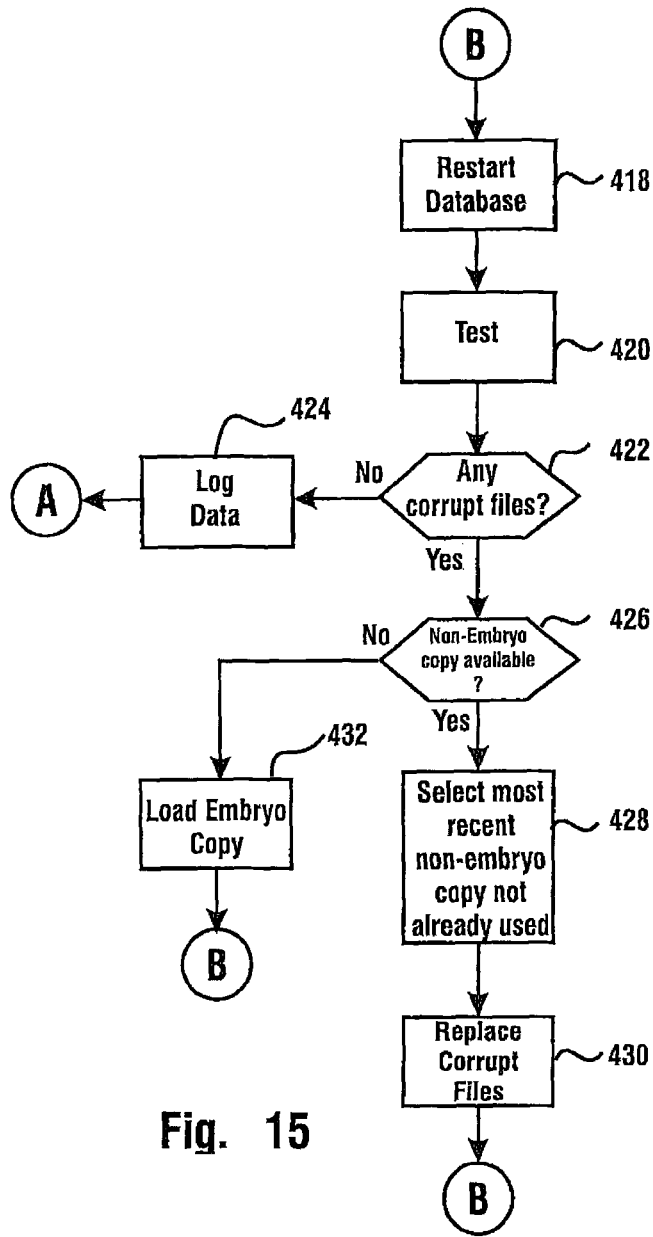 B
Restart
Database
418
Test
420
424
Log
Data
A
No
Any
corrupt files?
422
Yes
No
Non-Embryo
copy available
?
426
Yes
432
Load Embryo
Copy
B
Select most
recent
non-embryo
copy not
already used
428
Replace
Corrupt
Files
430
B
Fig. 15